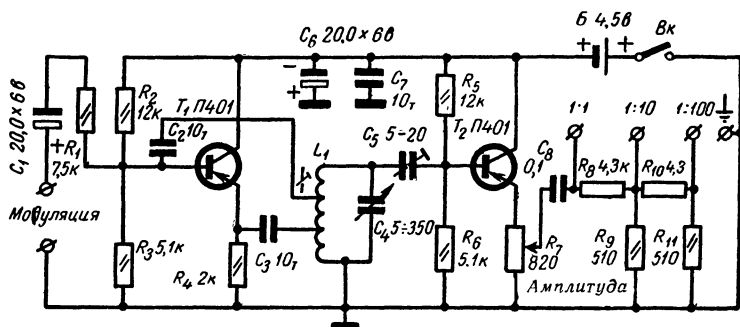 C₁ 20,0×6в
+
R₁
7,5к
Модуляция
R₂
12к
C₂ 10т
T₁ П401
R₃ 5,1к
R₄ 2к
C₃ 10т
L₁
C₆ 20,0×6в
−
+
C₇
10т
C₅ 5÷20
C₄ 5÷350
R₅
12к
T₂ П401
R₆
5.1к
C₈
0,1
R₇
820
Амплитуда
Б 4,5в
+
+
Вк
1:1
1:10
1:100
R₈ 4,3к
R₁₀ 4,3
R₉
510
R₁₁
510